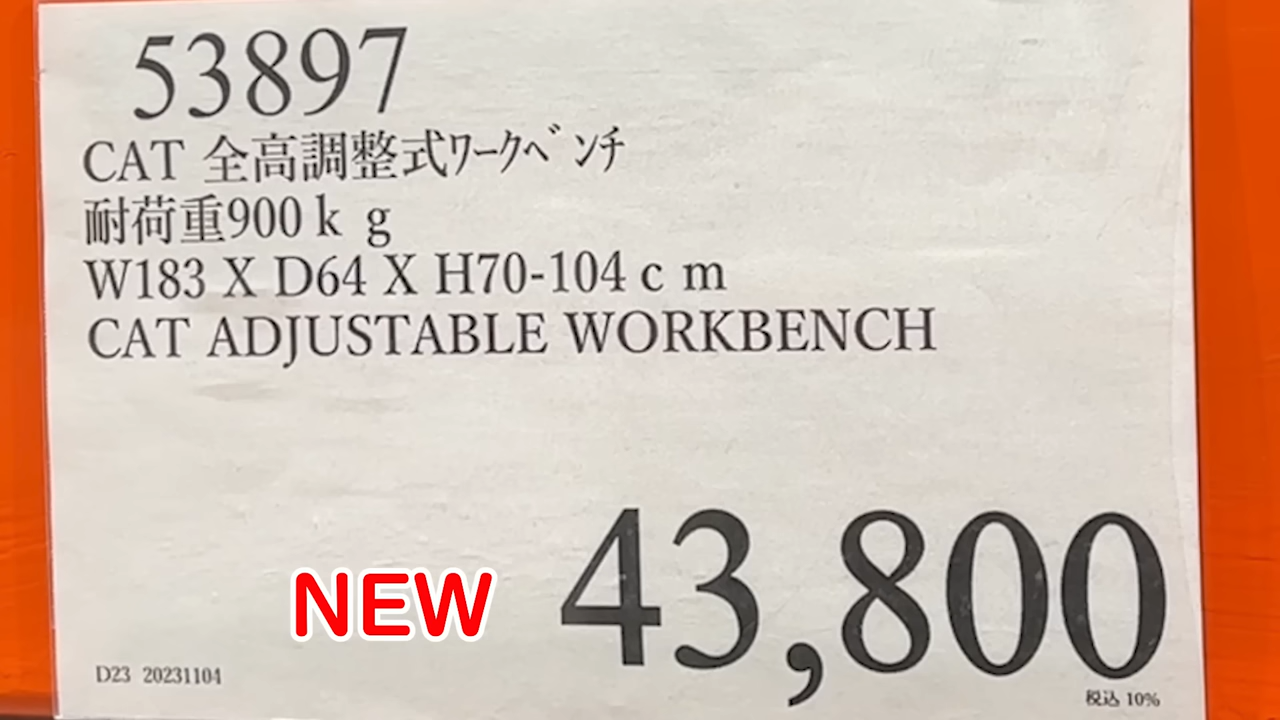 53897
CAT 全高調整式ﾜｰｸﾍﾞﾝﾁ
耐荷重900ｋｇ
W183 X D64 X H70-104ｃｍ
CAT ADJUSTABLE WORKBENCH
NEW
43,800
D23 20231104
税込 10%